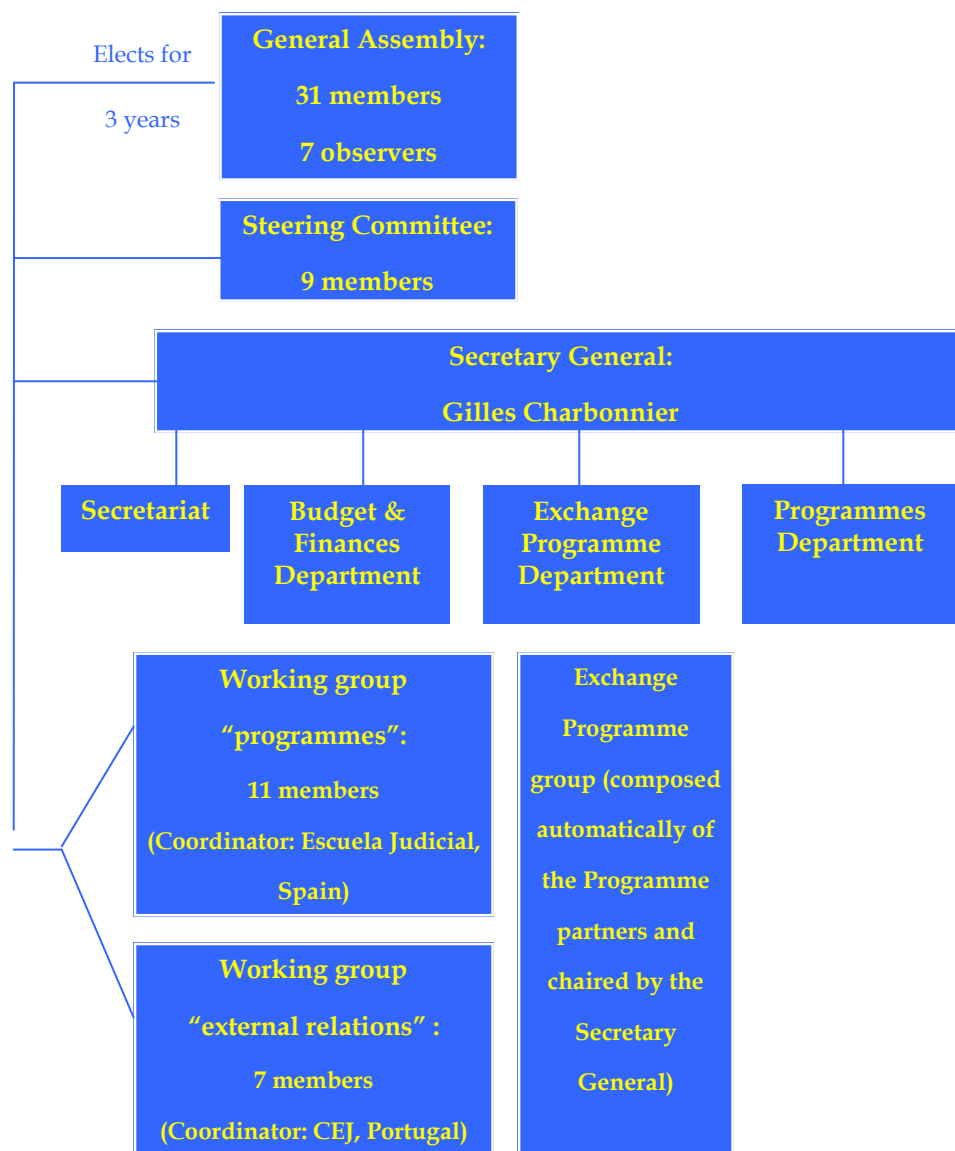 Elects for
3 years
General Assembly:
31 members
7 observers
Steering Committee:
9 members
Secretary General:
Gilles Charbonnier
Secretariat
Budget &
Finances
Department
Exchange
Programme
Department
Programmes
Department
Working group
“programmes”:
11 members
(Coordinator: Escuela Judicial,
Spain)
Exchange
Programme
group (composed
automatically of
the Programme
partners and
chaired by the
Secretary
General)
Working group
“external relations” :
7 members
(Coordinator: CEJ, Portugal)